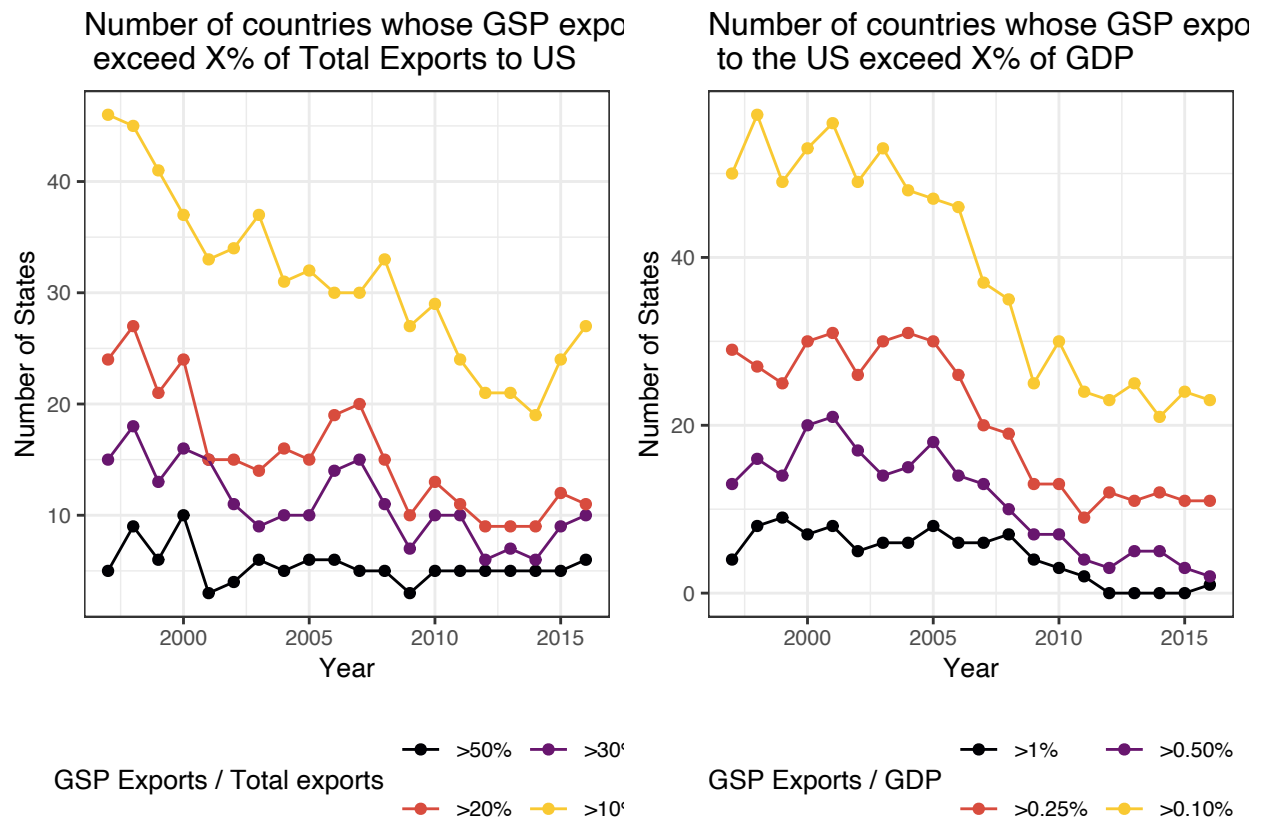 Number of countries whose GSP expo
exceed X% of Total Exports to US
Number of States
40
30
20
10
2000 2005 2010 2015
Year
GSP Exports / Total exports
>50% >30%
>20% >10%
Number of countries whose GSP expo
to the US exceed X% of GDP
Number of States
40
20
0
2000 2005 2010 2015
Year
GSP Exports / GDP
>1% >0.50%
>0.25% >0.10%